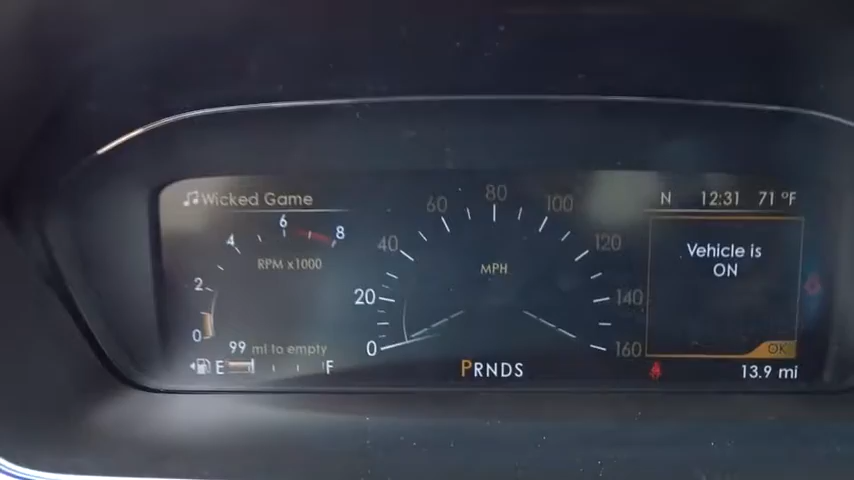 Wicked Game
N 12:31 71 °F
0
2
4
6
8
RPM x1000
0
20
40
60
80
100
120
140
160
MPH
Vehicle is
ON
OK
99 mi to empty
E F
PRNDS
13.9 mi